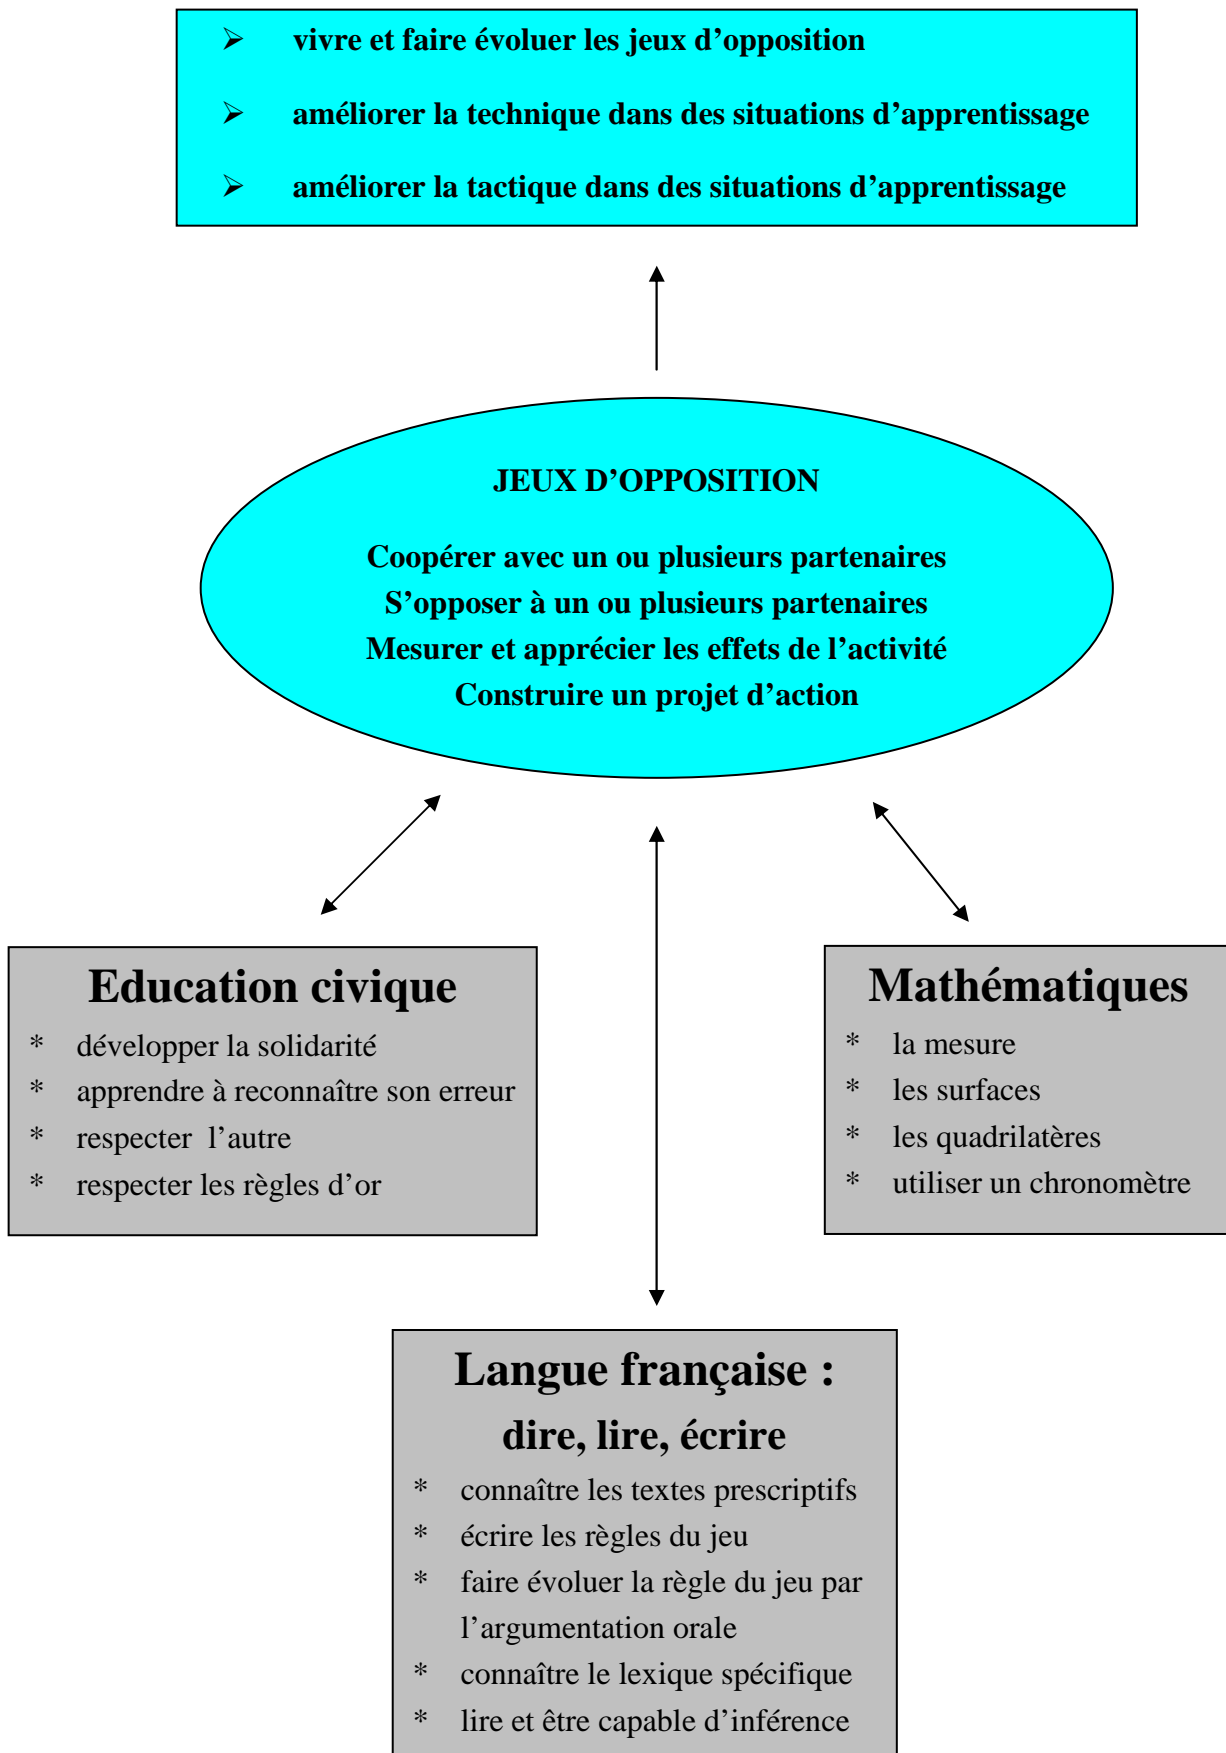 ➢ vivre et faire évoluer les jeux d’opposition
➢ améliorer la technique dans des situations d’apprentissage
➢ améliorer la tactique dans des situations d’apprentissage
JEUX D’OPPOSITION
Coopérer avec un ou plusieurs partenaires
S’opposer à un ou plusieurs partenaires
Mesurer et apprécier les effets de l’activité
Construire un projet d’action
Education civique
* développer la solidarité
* apprendre à reconnaître son erreur
* respecter l’autre
* respecter les règles d’or
Mathématiques
* la mesure
* les surfaces
* les quadrilatères
* utiliser un chronomètre
Langue française :
dire, lire, écrire
* connaître les textes prescriptifs
* écrire les règles du jeu
* faire évoluer la règle du jeu par
l’argumentation orale
* connaître le lexique spécifique
* lire et être capable d’inférence